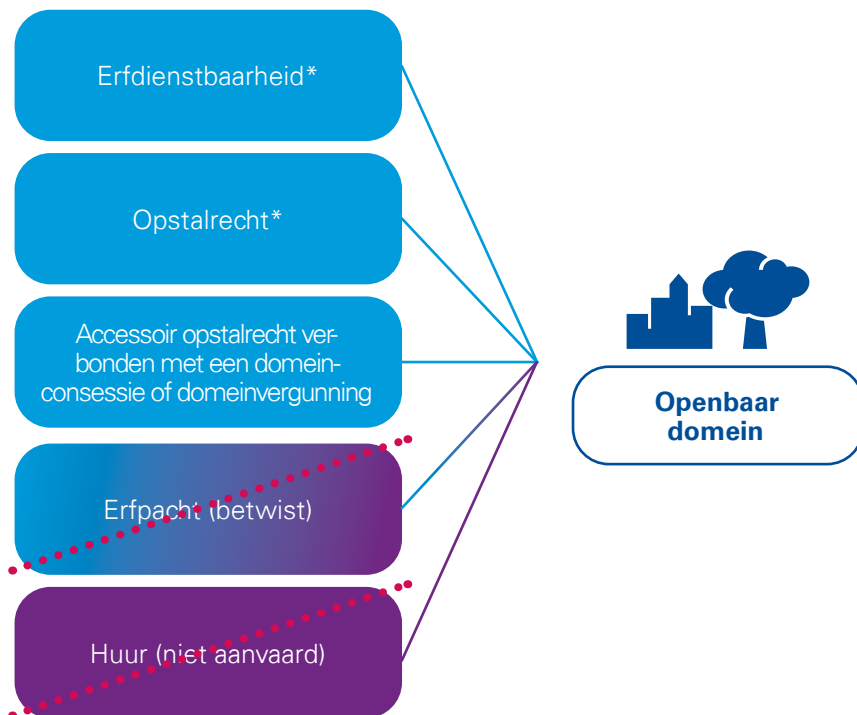 Erfdienstbaarheid*
Opstalrecht*
Accessoir opstalrecht ver-
bonden met een domein-
consessie of domeinvergunning
Erfpacht (betwist)
Huur (niet aanvaard)
Openbaar
domein